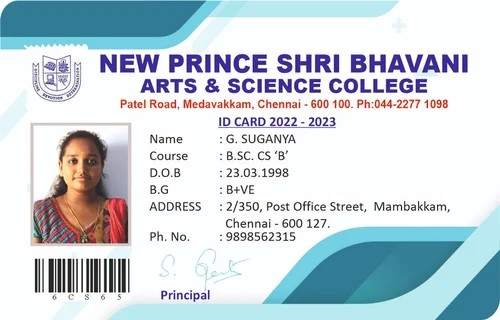 NEW PRINCE SHRI BHAVANI
ARTS & SCIENCE COLLEGE
Patel Road, Medavakkam, Chennai - 600 100. Ph:044-2277 1098
ID CARD 2022 - 2023
Name : G. SUGANYA
Course : B.SC. CS ‘B’
D.O.B : 23.03.1998
B.G : B+VE
ADDRESS : 2/350, Post Office Street, Mambakkam,
Chennai - 600 127.
Ph. No. : 9898562315
Principal
6CS65